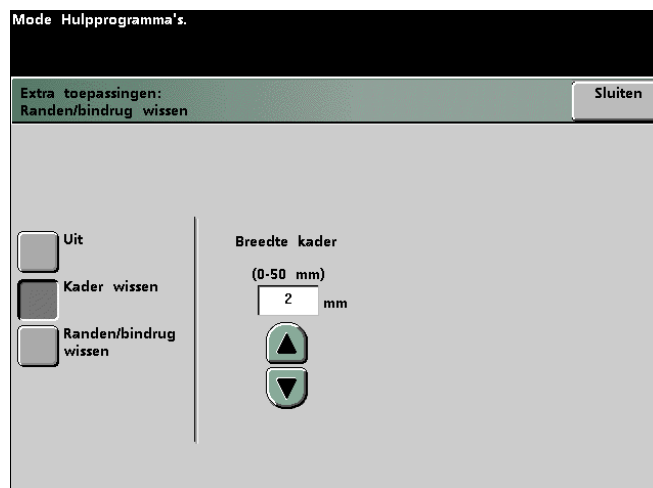 Mode Hulpprogramma's.
Extra toepassingen:
Randen/bindrug wissen
Sluiten
Uit
Kader wissen
Randen/bindrug
wissen
Breedte kader
(0-50 mm)
2 mm